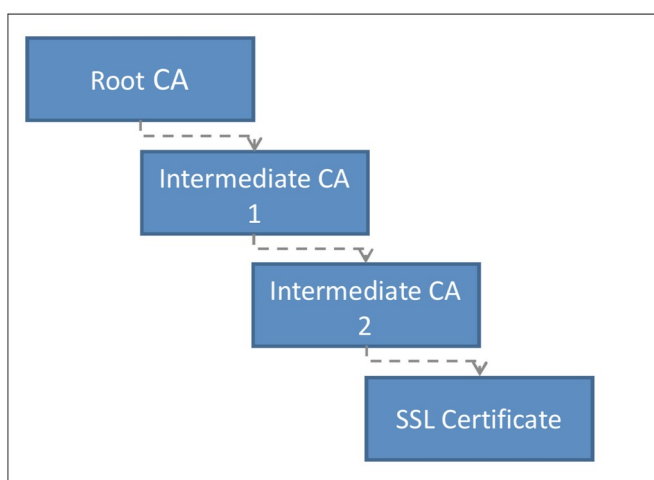 Root CA
Intermediate CA
1
Intermediate CA
2
SSL Certificate